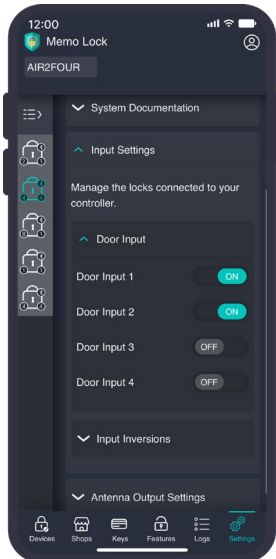 12:00
Memo Lock
AIR2FOUR
System Documentation
Input Settings
Manage the locks connected to your
controller.
Door Input
Door Input 1 ON
Door Input 2 ON
Door Input 3 OFF
Door Input 4 OFF
Input Inversions
Antenna Output Settings
Devices Shops Keys Features Logs Settings